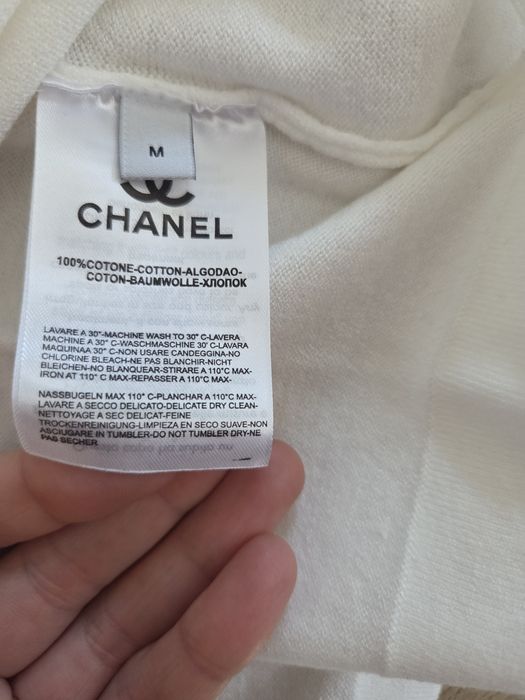 M
CHANEL
100%COTONE-COTTON-ALGODAO-
COTON-BAUMWOLLE-ХЛОПОК
LAVARE A 30°-MACHINE WASH TO 30° C-LAVERA
MACHINE A 30° C-WASCHMASCHINE 30° C-LAVARA
MAQUINAA 30° C-NON USARE CANDEGGINA-NO
CHLORINE BLEACH-NE PAS BLANCHIR-NICHT
BLEICHEN-NO BLANQUEAR-STIRARE A 110°C MAX-
IRON AT 110° C MAX-REPASSER A 110°C MAX-
NASSBUGELN MAX 110° C-PLANCHAR A 110°C MAX-
LAVARE A SECCO DELICATO-DELICATE DRY CLEAN-
NETTOYAGE A SEC DELICAT-FEINE
TROCKENREINIGUNG-LIMPIEZA EN SECO SUAVE-NON
ASCIUGARE IN TUMBLER-DO NOT TUMBLER DRY-NE
PAS SECHER